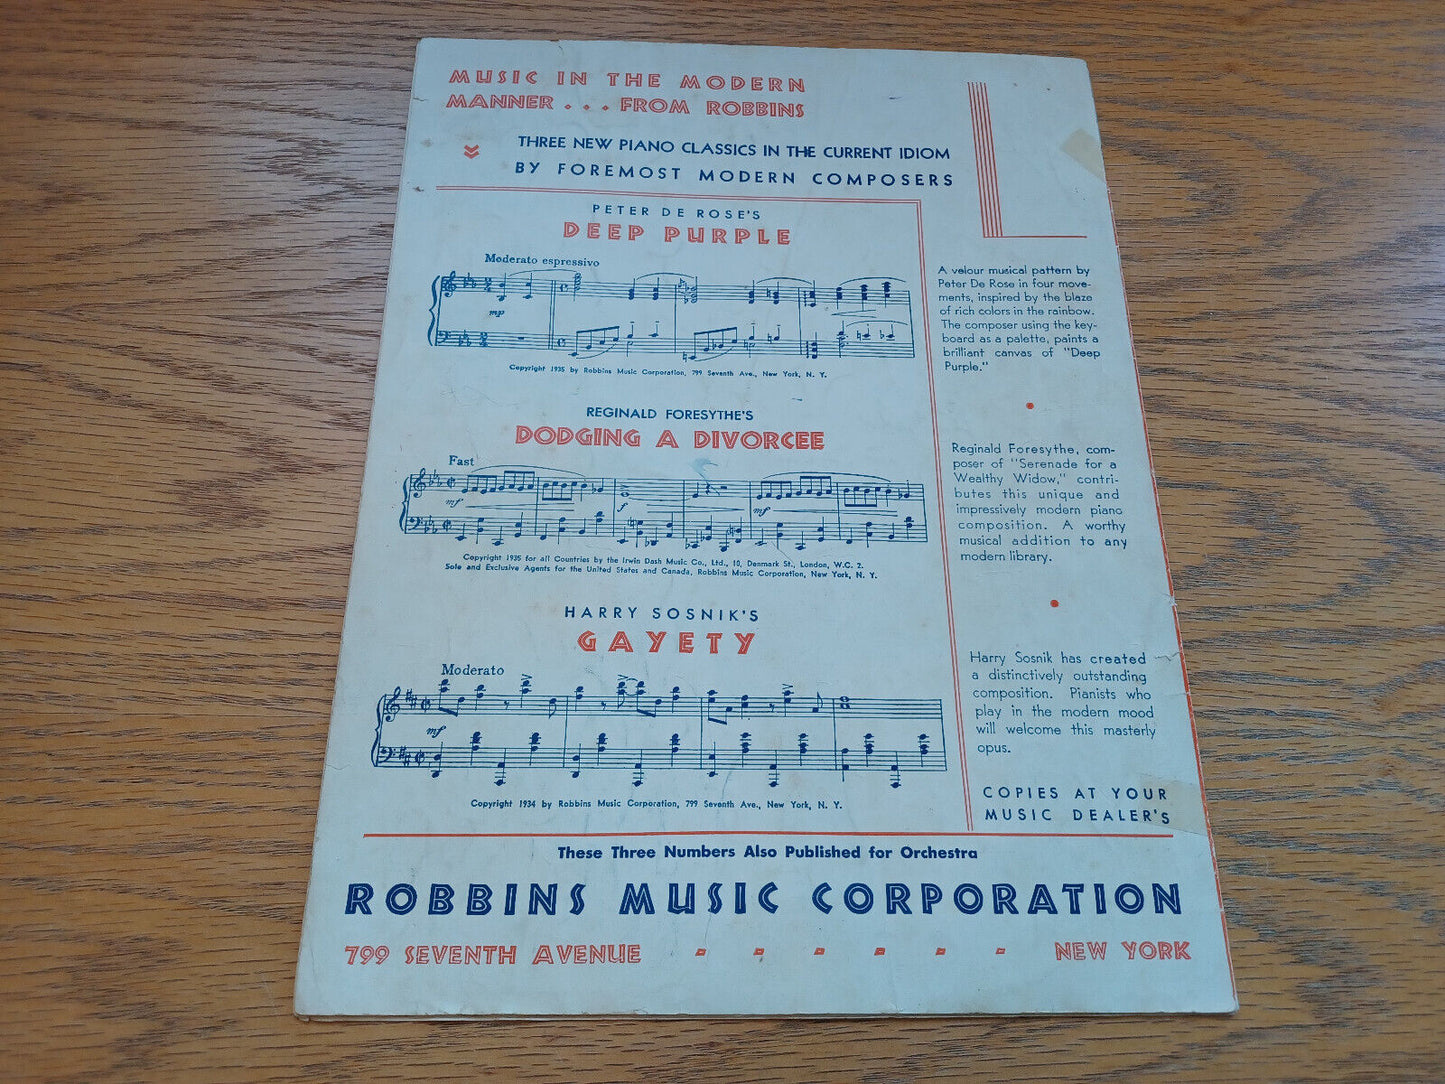 MUSIC IN THE MODERN
MANNER . . . FROM ROBBINS
THREE NEW PIANO CLASSICS IN THE CURRENT IDIOM
BY FOREMOST MODERN COMPOSERS
PETER DE ROSE'S
DEEP PURPLE
Moderato espressivo
mp
Copyright 1935 by Robbins Music Corporation, 799 Seventh Ave., New York, N. Y.
A velour musical pattern by
Peter De Rose in four move-
ments, inspired by the blaze
of rich colors in the rainbow.
The composer using the key-
board as a palette, paints a
brilliant canvas of "Deep
Purple."
REGINALD FORESYTHE'S
DODGING A DIVORCEE
Fast
mf
mf
Copyright 1935 for all Countries by the Irwin Dash Music Co., Ltd., 10, Denmark St., London, W.C. 2.
Sole and Exclusive Agents for the United States and Canada, Robbins Music Corporation, New York, N. Y.
Reginald Foresythe, com-
poser of "Serenade for a
Wealthy Widow," contri-
butes this unique and
impressively modern piano
composition. A worthy
musical addition to any
modern library.
HARRY SOSNIK'S
GAYETY
Moderato
mf
Copyright 1934 by Robbins Music Corporation, 799 Seventh Ave., New York, N. Y.
Harry Sosnik has created
a distinctively outstanding
composition. Pianists who
play in the modern mood
will welcome this masterly
opus.
COPIES AT YOUR
MUSIC DEALER'S
These Three Numbers Also Published for Orchestra
ROBBINS MUSIC CORPORATION
799 SEVENTH AVENUE NEW YORK